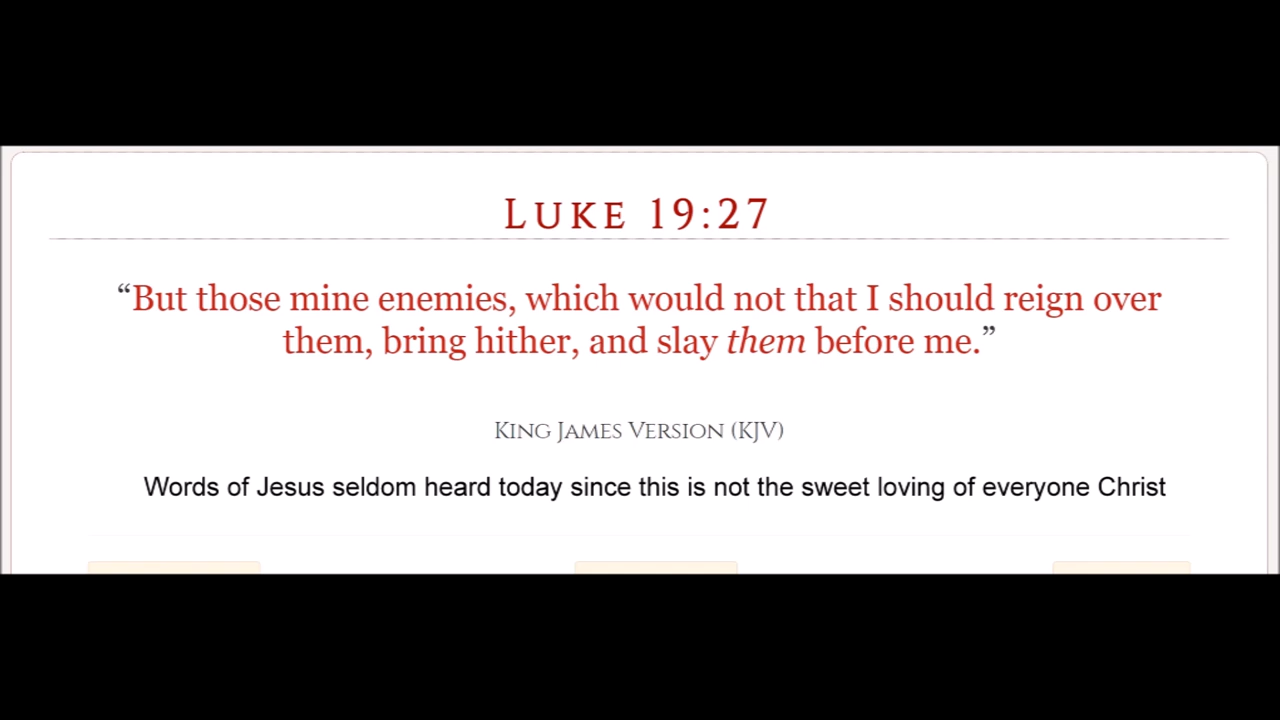 LUKE 19:27
“But those mine enemies, which would not that I should reign over
them, bring hither, and slay them before me.”
KING JAMES VERSION (KJV)
Words of Jesus seldom heard today since this is not the sweet loving of everyone Christ